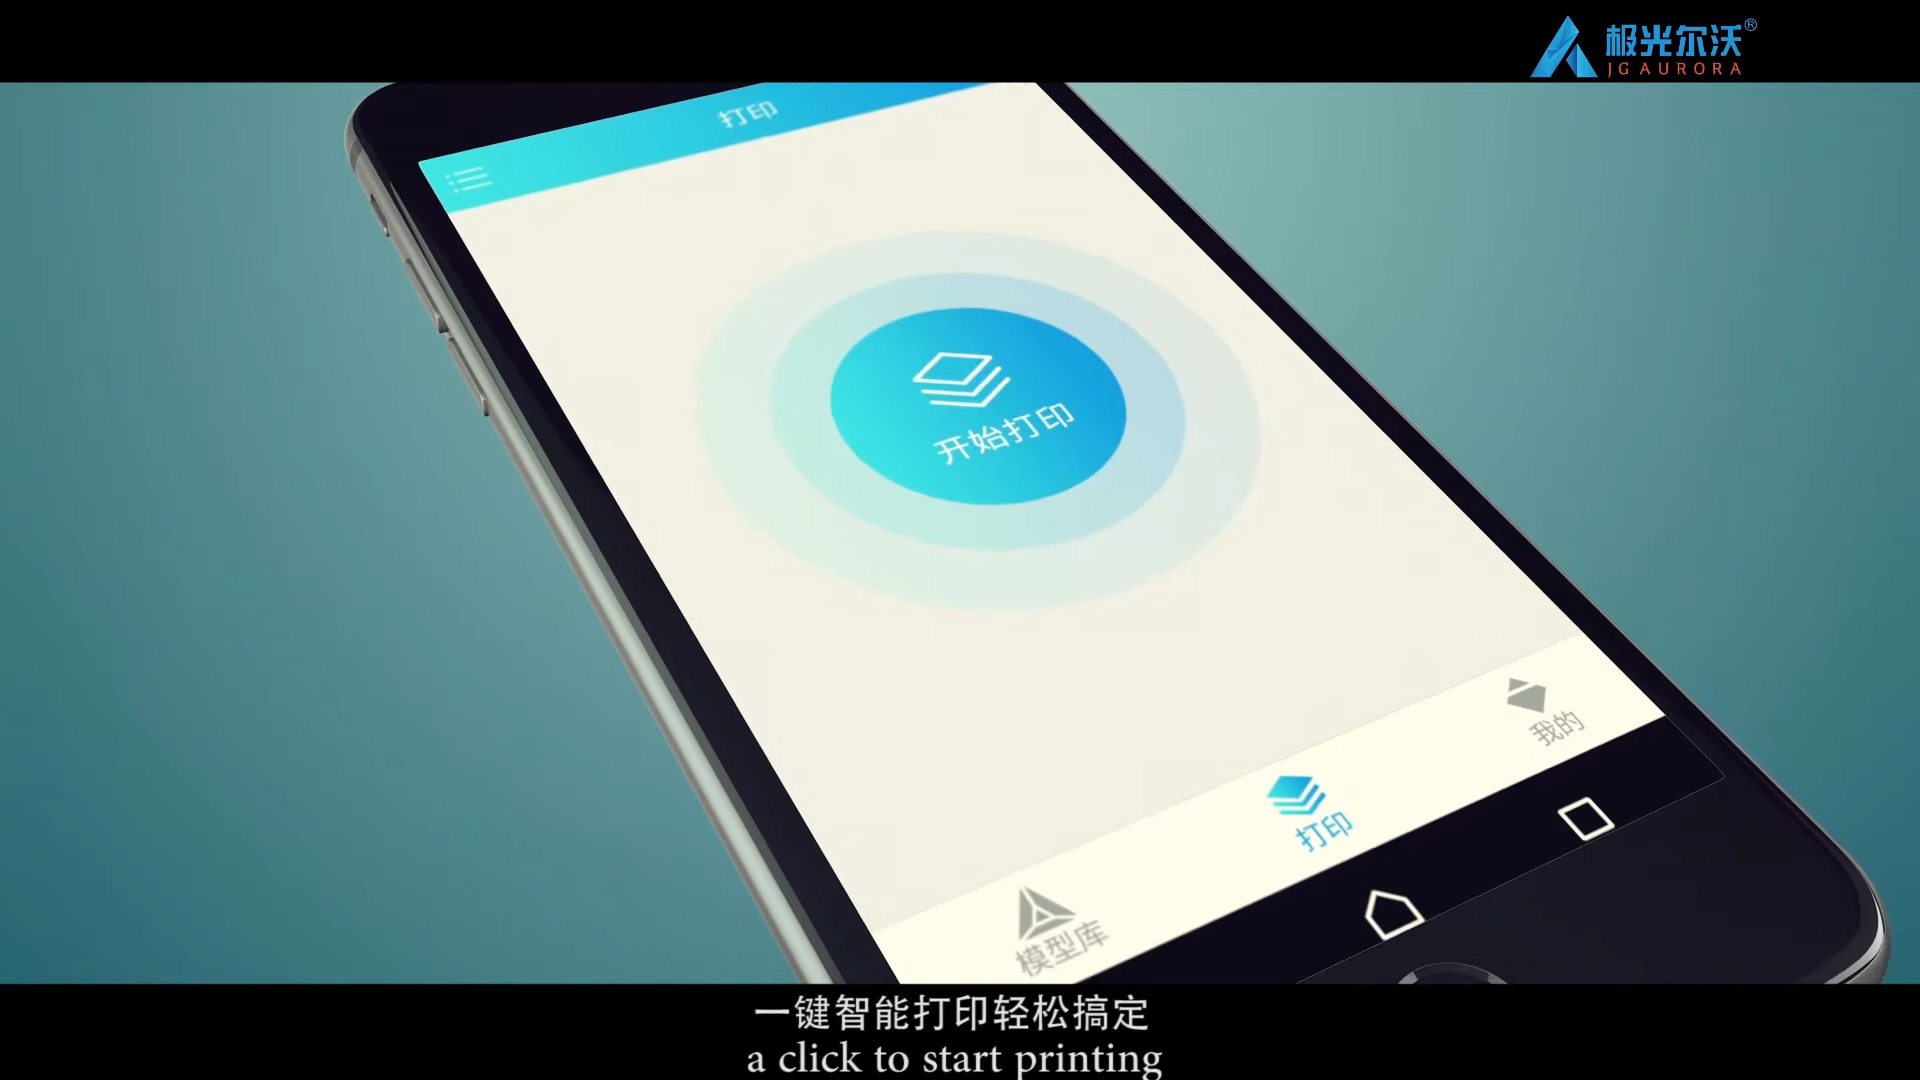 极光尔沃®
JG AURORA
打印
开始打印
我的
打印
模型库
一键智能打印轻松搞定
a click to start printing